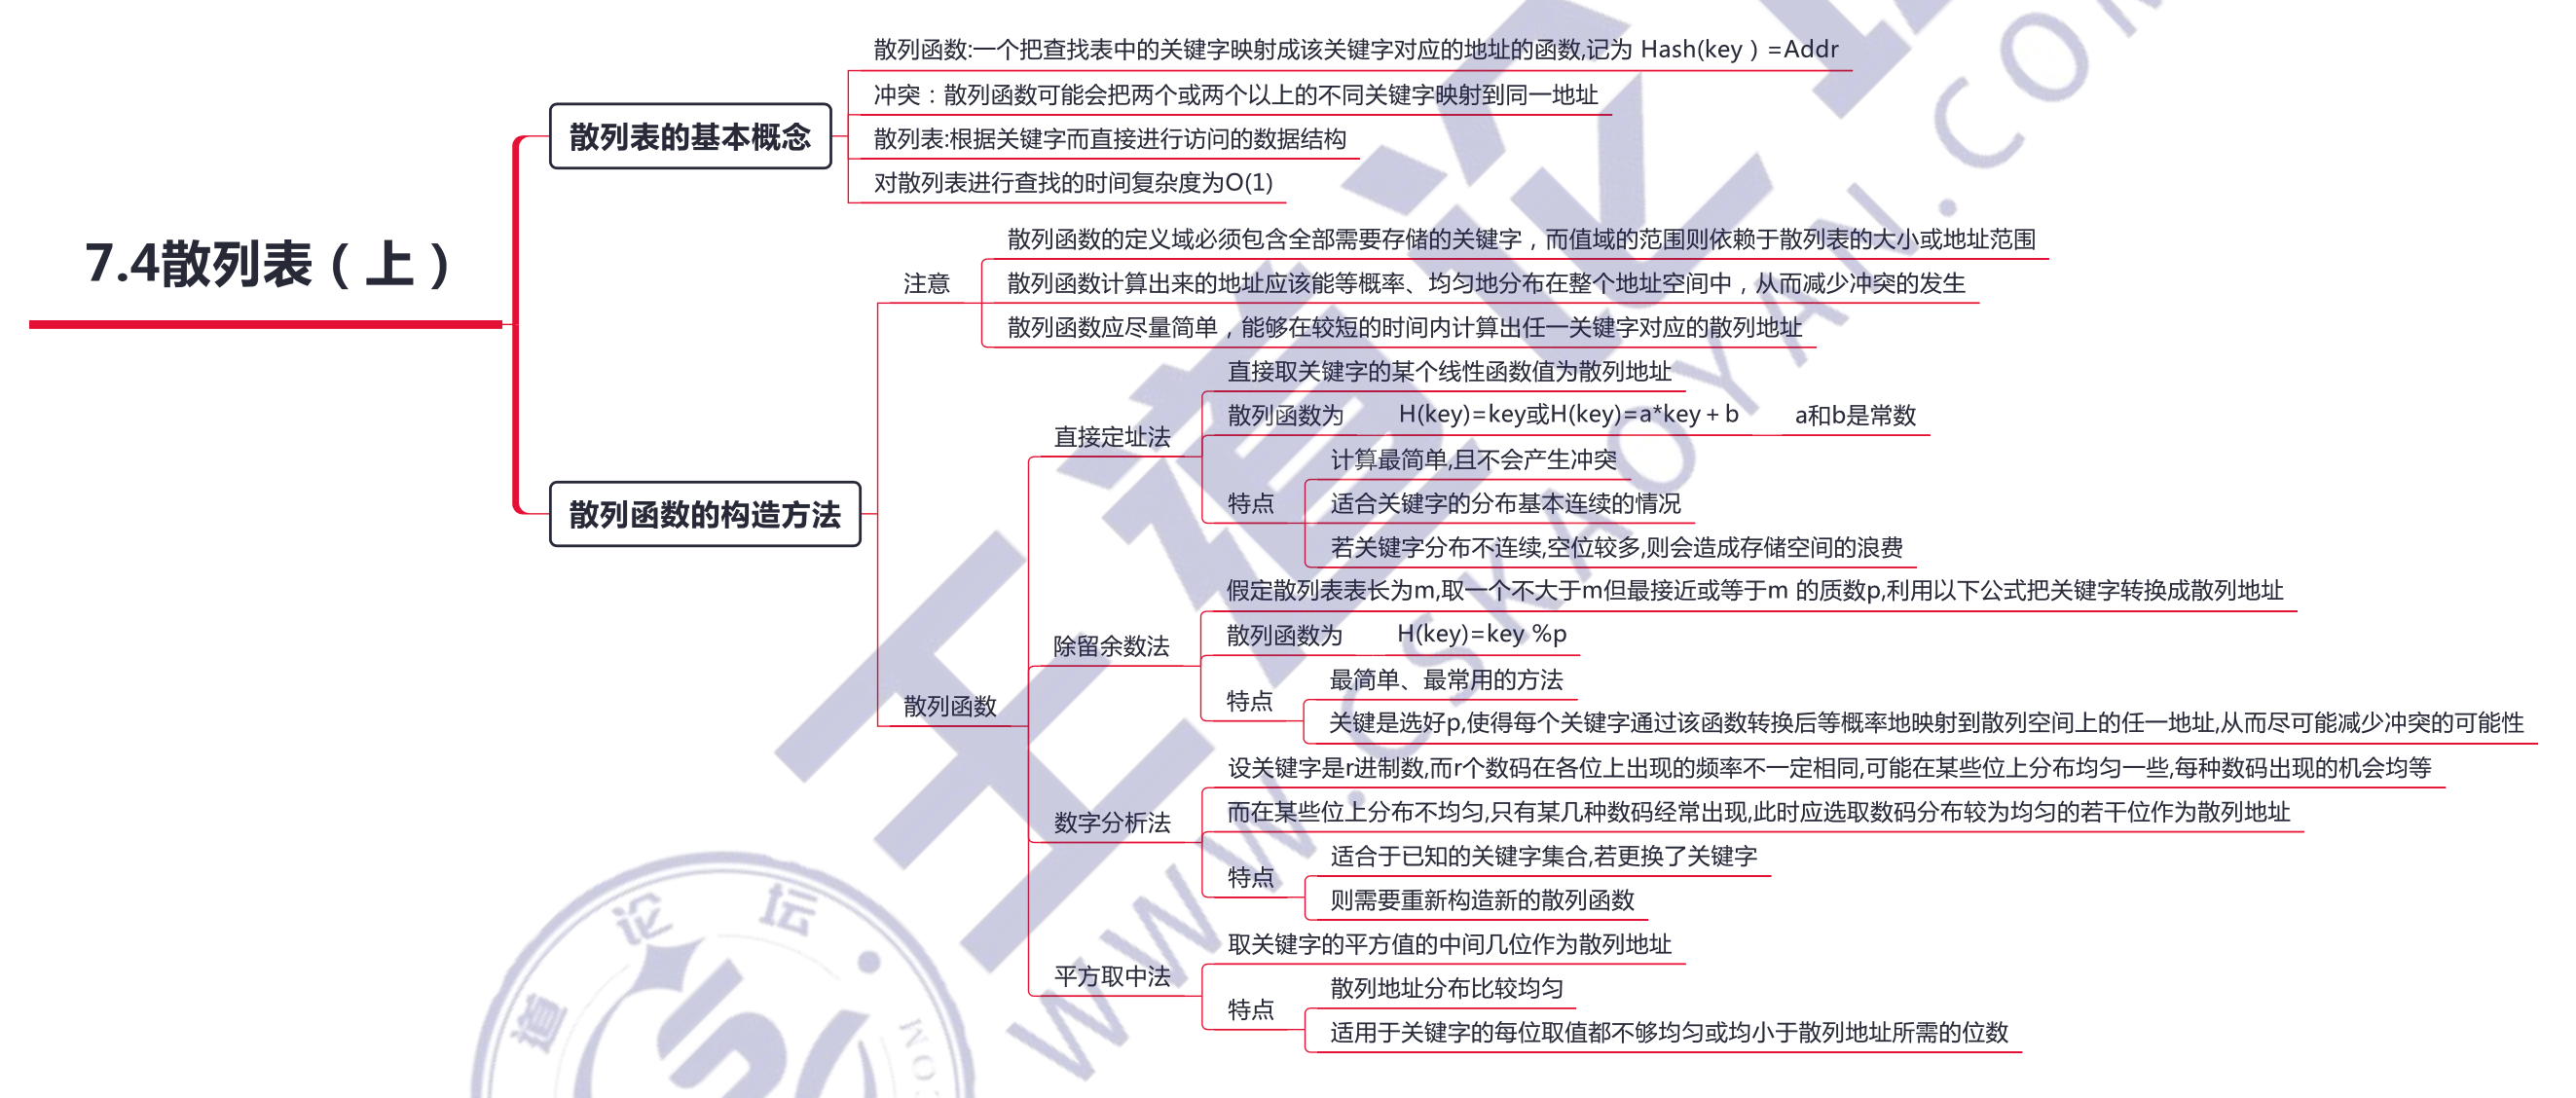 7.4散列表（上）
散列表的基本概念
散列函数:一个把查找表中的关键字映射成该关键字对应的地址的函数,记为 Hash(key ) =Addr
冲突：散列函数可能会把两个或两个以上的不同关键字映射到同一地址
散列表:根据关键字而直接进行访问的数据结构
对散列表进行查找的时间复杂度为O(1)
散列函数的构造方法
注意
散列函数的定义域必须包含全部需要存储的关键字，而值域的范围则依赖于散列表的大小或地址范围
散列函数计算出来的地址应该能等概率、均匀地分布在整个地址空间中，从而减少冲突的发生
散列函数应尽量简单，能够在较短的时间内计算出任一关键字对应的散列地址
散列函数
直接定址法
直接取关键字的某个线性函数值为散列地址
散列函数为 H(key)=key或H(key)=a*key + b a和b是常数
特点
计算最简单,且不会产生冲突
适合关键字的分布基本连续的情况
若关键字分布不连续,空位较多,则会造成存储空间的浪费
除留余数法
假定散列表表长为m,取一个不大于m但最接近或等于m 的质数p,利用以下公式把关键字转换成散列地址
散列函数为 H(key)=key %p
特点
最简单、最常用的方法
关键是选好p,使得每个关键字通过该函数转换后等概率地映射到散列空间上的任一地址,从而尽可能减少冲突的可能性
数字分析法
设关键字是r进制数,而r个数码在各位上出现的频率不一定相同,可能在某些位上分布均匀一些,每种数码出现的机会均等
而在某些位上分布不均匀,只有某几种数码经常出现,此时应选取数码分布较为均匀的若干位作为散列地址
特点
适合于已知的关键字集合,若更换了关键字
则需要重新构造新的散列函数
平方取中法
取关键字的平方值的中间几位作为散列地址
特点
散列地址分布比较均匀
适用于关键字的每位取值都不够均匀或均小于散列地址所需的位数
王道论
WWW.CSKAOYAN.COM
道论坛